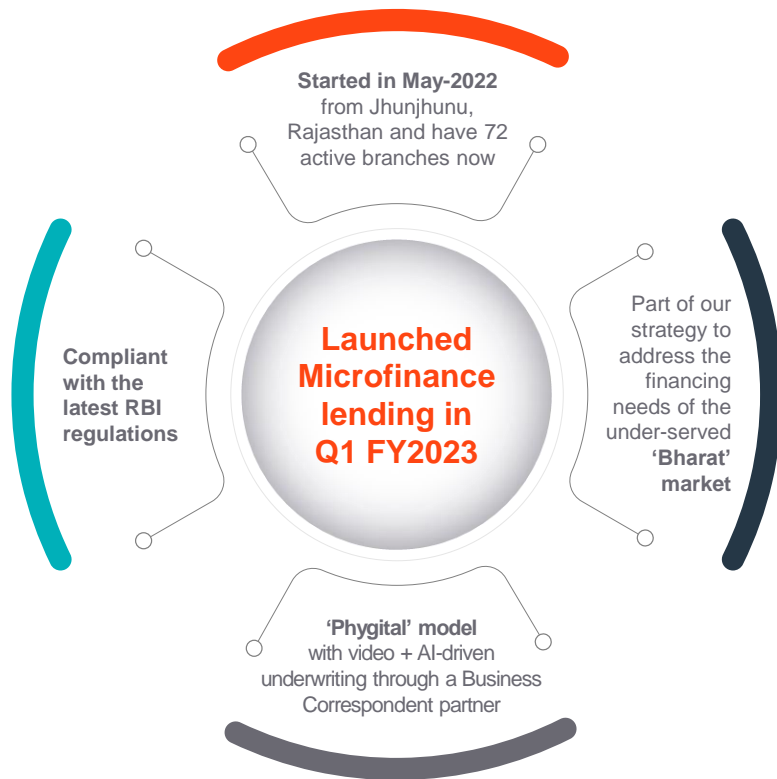 Started in May-2022
from Jhunjhunu,
Rajasthan and have 72
active branches now
Compliant
with the
latest RBI
regulations
Launched
Microfinance
lending in
Q1 FY2023
Part of our
strategy to
address the
financing
needs of the
under-served
‘Bharat’
market
‘Phygital’ model
with video + AI-driven
underwriting through a Business
Correspondent partner